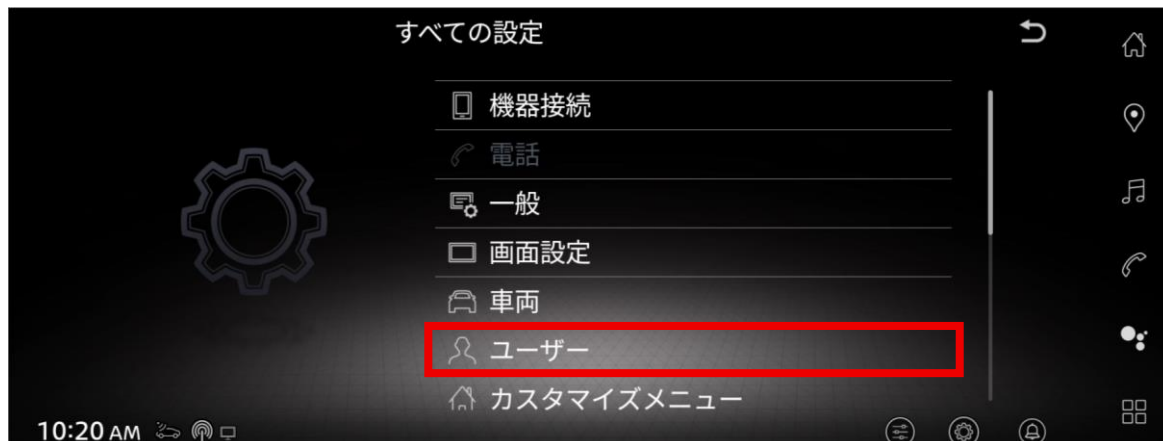 すべての設定
機器接続
電話
一般
画面設定
車両
ユーザー
カスタマイズメニュー
10:20 AM